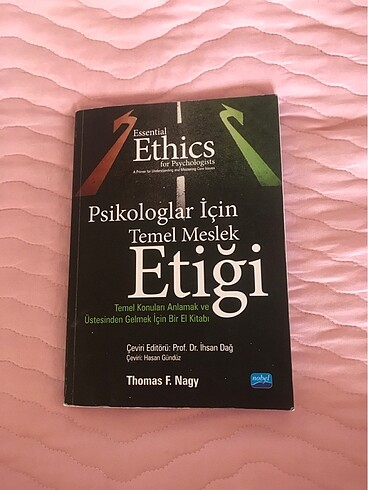 Essential
Ethics
for Psychologists
A Primer for Understanding and Mastering Core Issues
Psikologlar İçin
Temel Meslek
Etiği
Temel Konuları Anlamak ve
Üstesinden Gelmek İçin Bir El Kitabı
Çeviri Editörü: Prof. Dr. İhsan Dağ
Çeviri: Hasan Gündüz
Thomas F. Nagy
nobel